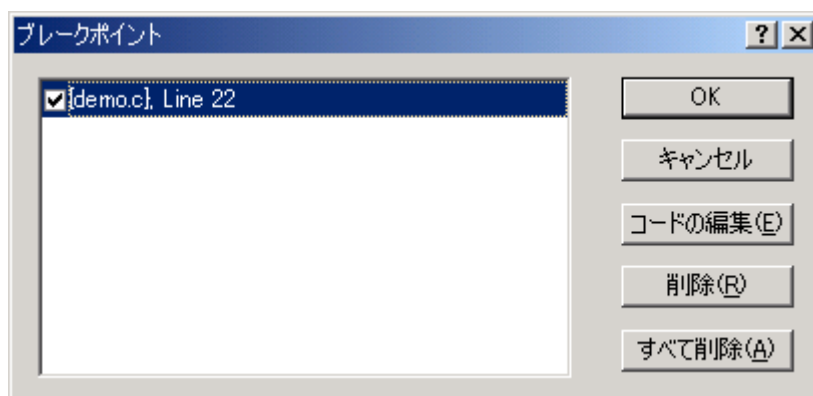 ブレークポイント
{demo.c}, Line 22
OK
キャンセル
コードの編集(E)
削除(R)
すべて削除(A)